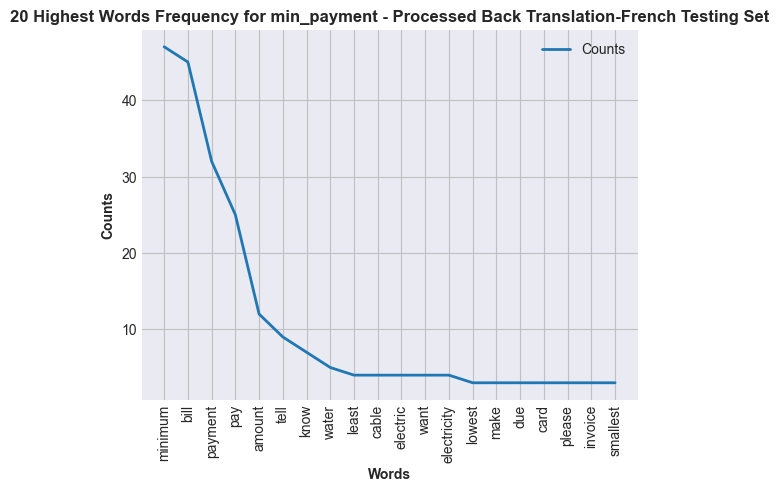 20 Highest Words Frequency for min_payment - Processed Back Translation-French Testing Set
Counts
40
30
20
10
Counts
minimum
bill
payment
pay
amount
tell
know
water
least
cable
electric
want
electricity
lowest
make
due
card
please
invoice
smallest
Words